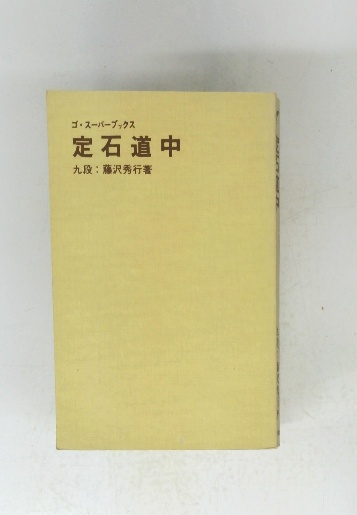 ゴ・スーパーブックス
定石道中
九段：藤沢秀行著